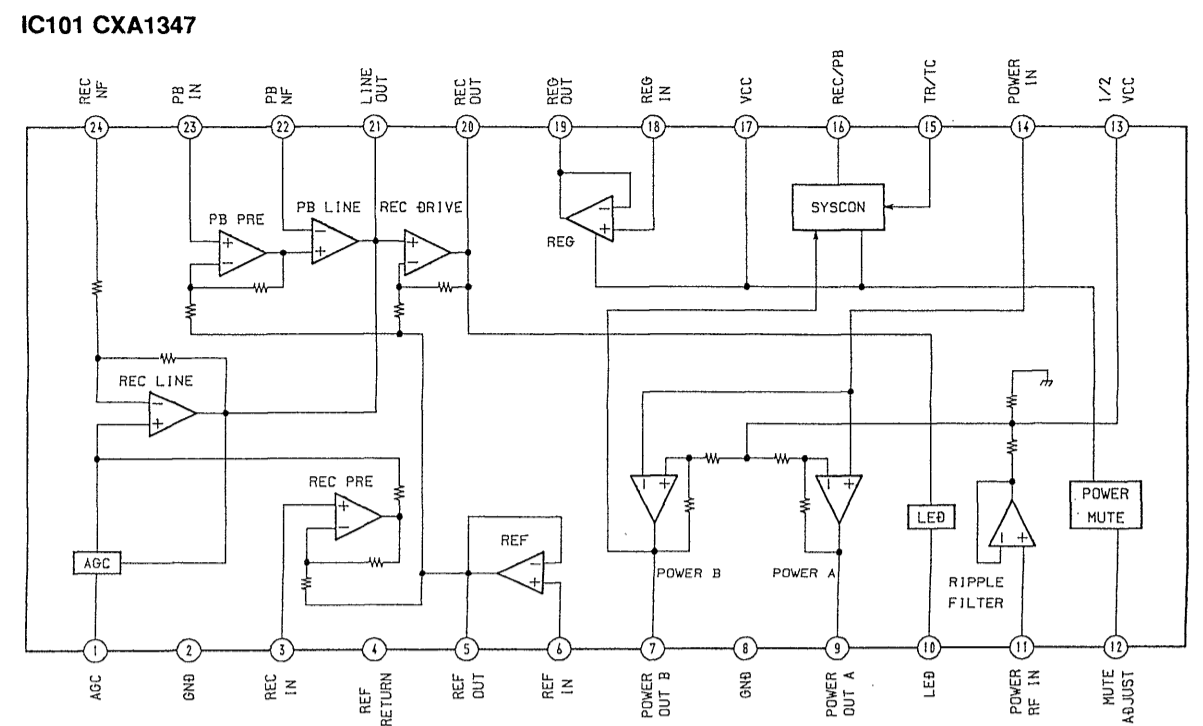 IC101 CXA1347
REC
NF
PB
IN
PB
NF
LINE
OUT
REC
OUT
REG
OUT
REG
IN
VCC
REC/PB
TR/TC
POWER
IN
1/2
VCC
24
23
22
21
20
19
18
17
16
15
14
13
PB PRE
PB LINE
REC DRIVE
REG
SYSCON
REC LINE
REC PRE
AGC
REF
POWER B
POWER A
LED
RIPPLE
FILTER
POWER
MUTE
1
2
3
4
5
6
7
8
9
10
11
12
AGC
GND
REC
IN
REF
RETURN
REF
OUT
REF
IN
POWER
OUT B
GND
POWER
OUT A
LED
POWER
RF IN
MUTE
ADJUST